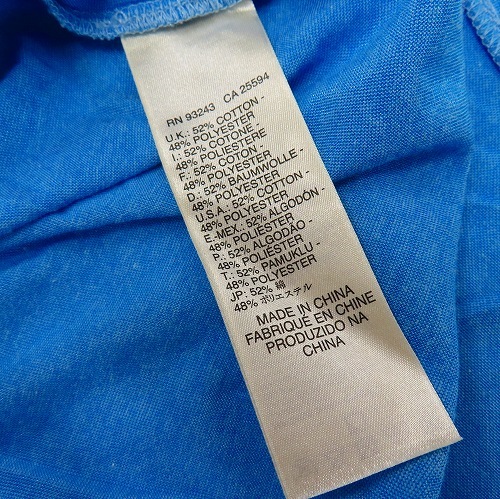 RN 93243 CA 25594
U.K.: 52% COTTON -
48% POLYESTER
I.: 52% COTONE -
48% POLIESTERE
F.: 52% COTON -
48% POLYESTER
D.: 52% BAUMWOLLE -
48% POLYESTER
U.S.A.: 52% COTTON -
48% POLYESTER
E.-MEX.: 52% ALGODÓN -
48% POLIÉSTER
P.: 52% ALGODÃO -
48% POLIÉSTER
T.: 52% PAMUKLU -
48% POLYESTER
JP: 52% 綿
48% ポリエステル
MADE IN CHINA
FABRIQUÉ EN CHINE
PRODUZIDO NA
CHINA